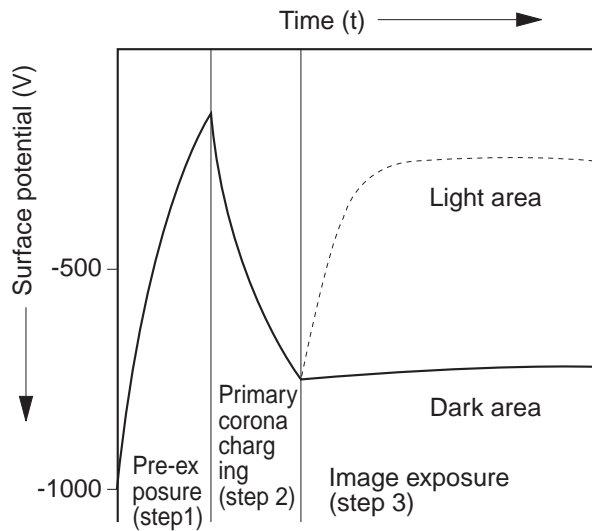 Time (t)
Surface potential (V)
-500
-1000
Light area
Dark area
Pre-ex
posure
(step1)
Primary
corona
charg
ing
(step 2)
Image exposure
(step 3)